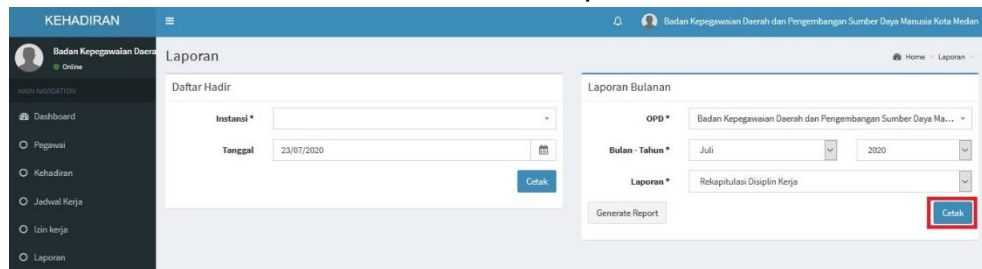 KEHADIRAN
Badan Kepegawaian Daerah dan Pengembangan Sumber Daya Manusia Kota Medan
Badan Kepegawaian Daera
Online
MAIN NAVIGATION
Dashboard
Pegawai
Kehadiran
Jadwal Kerja
Izin kerja
Laporan
Laporan
Home - Laporan -
Daftar Hadir
Instansi *
Tanggal 23/07/2020
Cetak
Laporan Bulanan
OPD * Badan Kepegawaian Daerah dan Pengembangan Sumber Daya Ma...
Bulan - Tahun * Juli 2020
Laporan * Rekapitulasi Disiplin Kerja
Generate Report Cetak